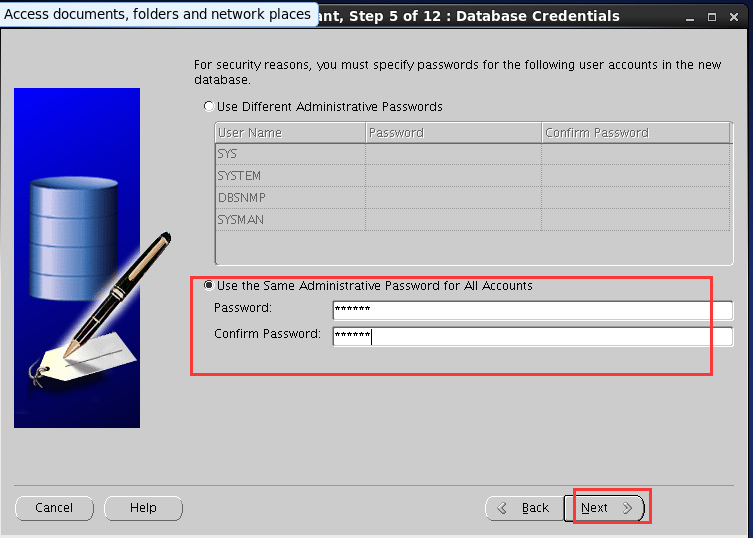 Access documents, folders and network places
ant, Step 5 of 12 : Database Credentials
For security reasons, you must specify passwords for the following user accounts in the new
database.
Use Different Administrative Passwords
User Name Password Confirm Password
SYS
SYSTEM
DBSNMP
SYSMAN
Use the Same Administrative Password for All Accounts
Password: ******
Confirm Password: ******
Cancel Help Back Next